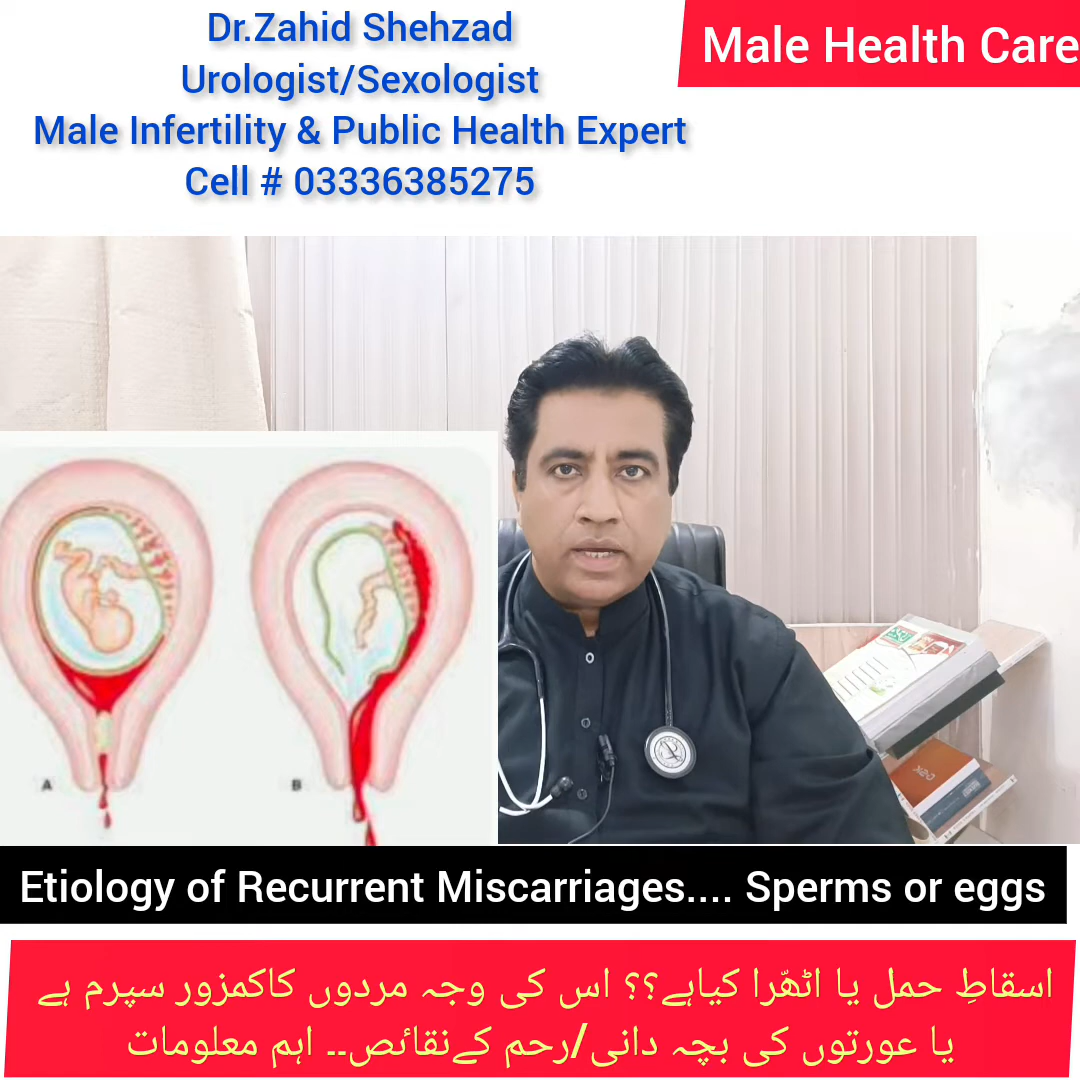 Dr.Zahid Shehzad
Urologist/Sexologist
Male Infertility & Public Health Expert
Cell # 03336385275
Male Health Care
A
B
Etiology of Recurrent Miscarriages.... Sperms or eggs
اسقاطِ حمل یا اٹھّرا کیاہے؟؟ اس کی وجہ مردوں کاکمزور سپرم ہے
یا عورتوں کی بچہ دانی/رحم کےنقائص۔۔ اہم معلومات